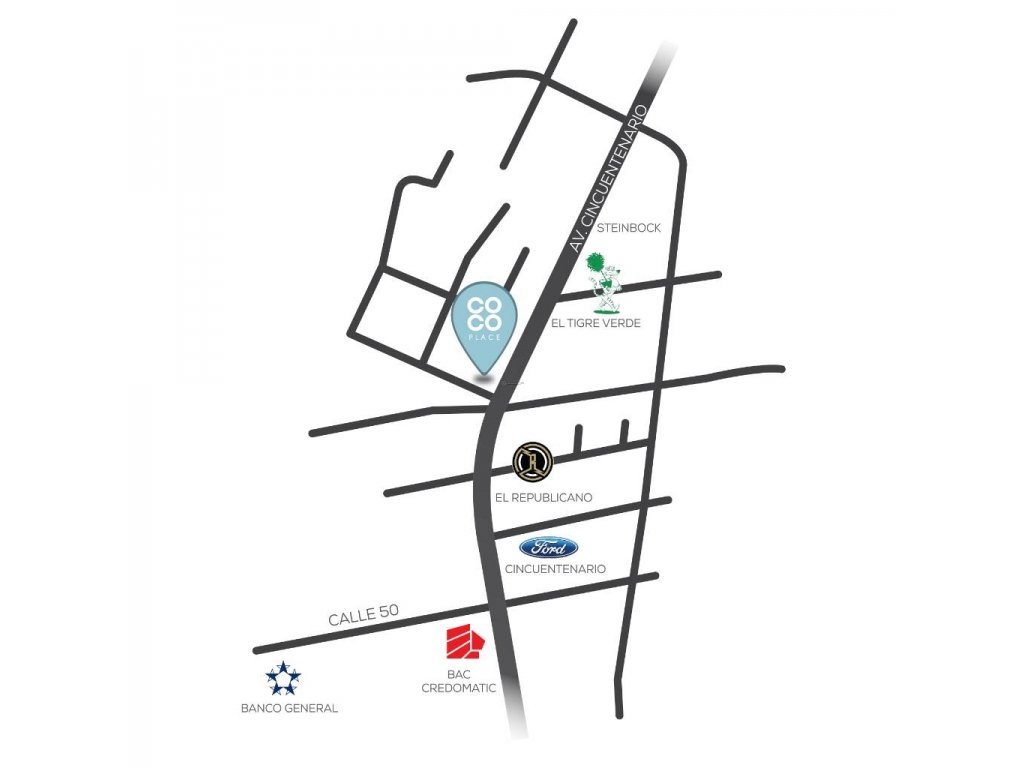 AV. CINCUENTENARIO
STEINBOCK
CO
CO
PLACE
EL TIGRE VERDE
EL REPUBLICANO
Ford
CINCUENTENARIO
CALLE 50
BAC
CREDOMATIC
BANCO GENERAL